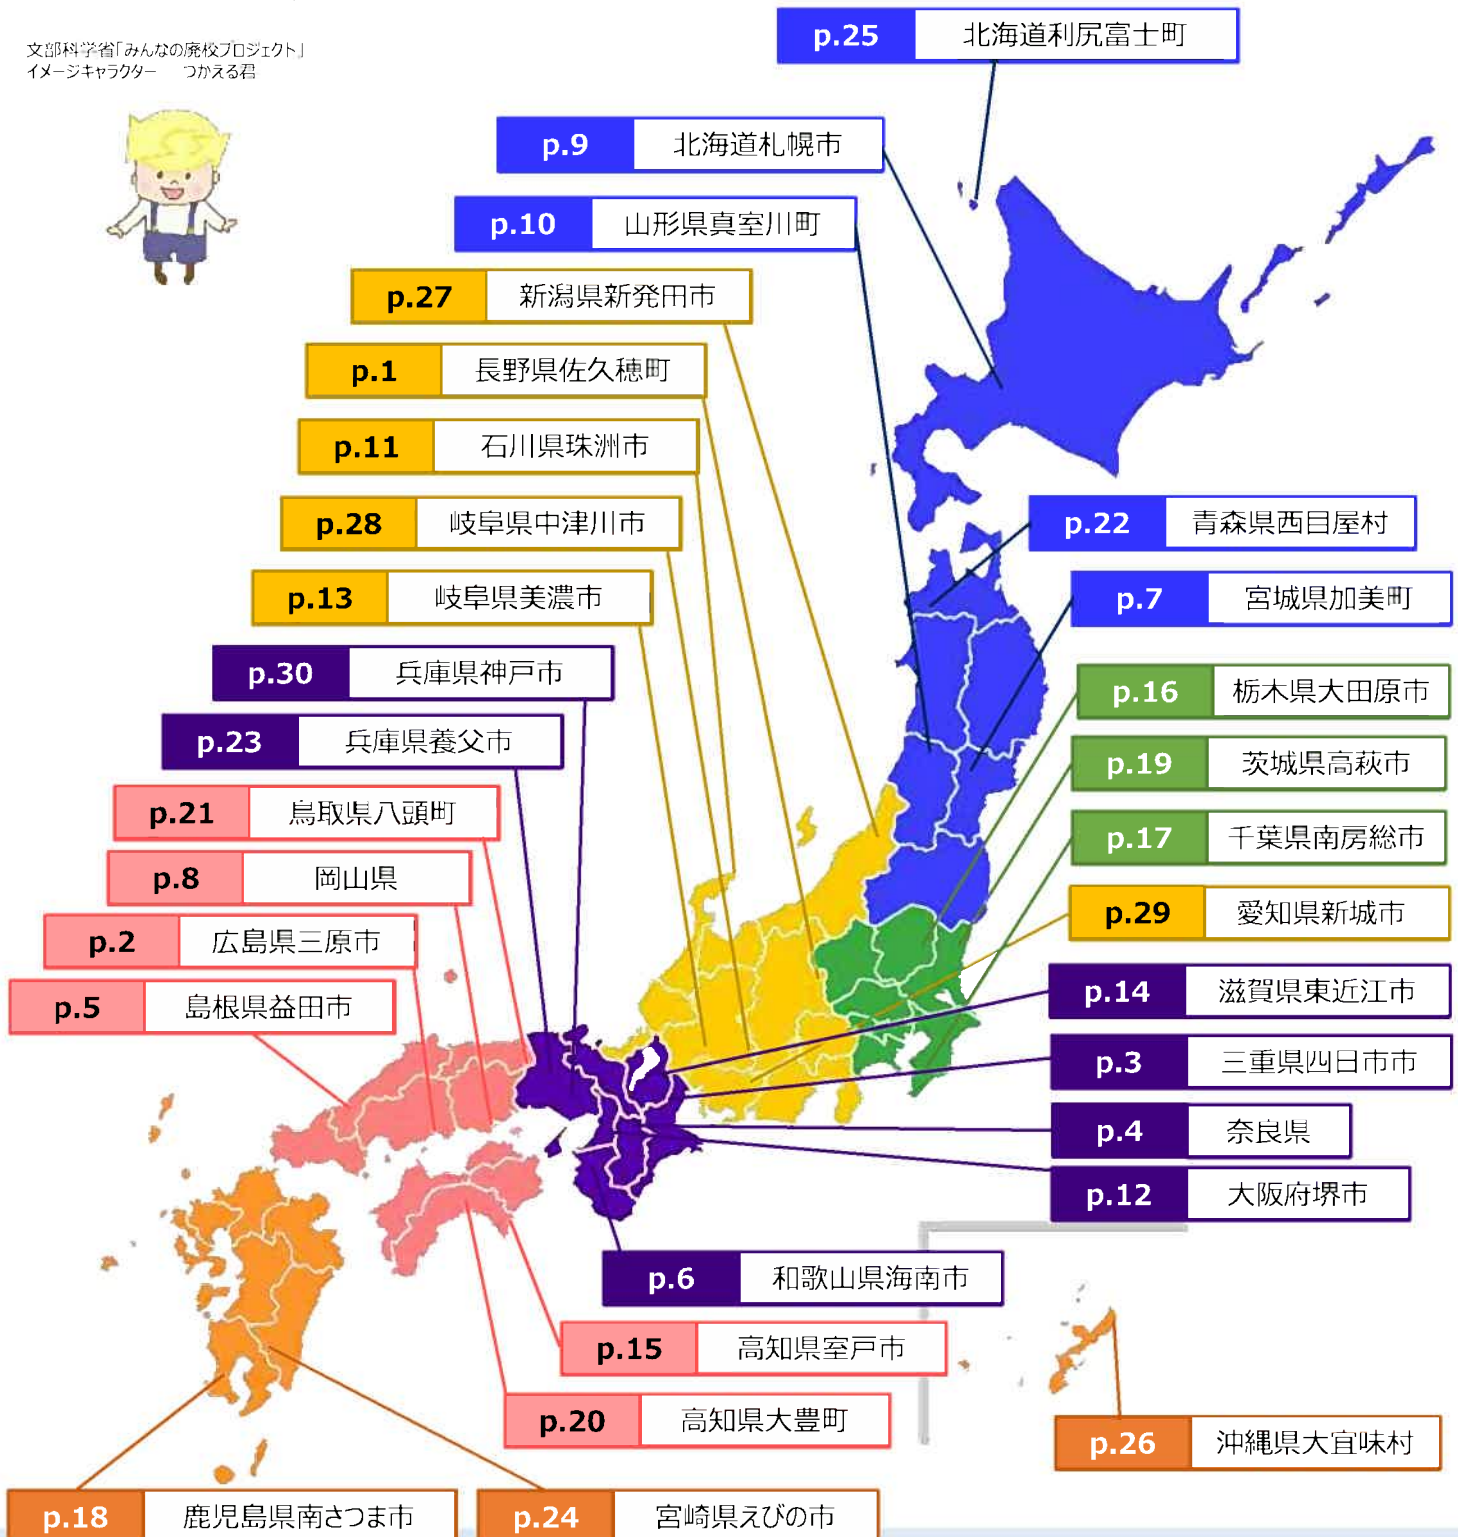 文部科学省「みんなの廃校プロジェクト」
イメージキャラクター　つかえる君
p.25 北海道利尻富士町
p.9 北海道札幌市
p.10 山形県真室川町
p.27 新潟県新発田市
p.1 長野県佐久穂町
p.11 石川県珠洲市
p.28 岐阜県中津川市
p.13 岐阜県美濃市
p.30 兵庫県神戸市
p.23 兵庫県養父市
p.21 鳥取県八頭町
p.8 岡山県
p.2 広島県三原市
p.5 島根県益田市
p.22 青森県西目屋村
p.7 宮城県加美町
p.16 栃木県大田原市
p.19 茨城県高萩市
p.17 千葉県南房総市
p.29 愛知県新城市
p.14 滋賀県東近江市
p.3 三重県四日市市
p.4 奈良県
p.12 大阪府堺市
p.6 和歌山県海南市
p.15 高知県室戸市
p.20 高知県大豊町
p.26 沖縄県大宜味村
p.18 鹿児島県南さつま市
p.24 宮崎県えびの市